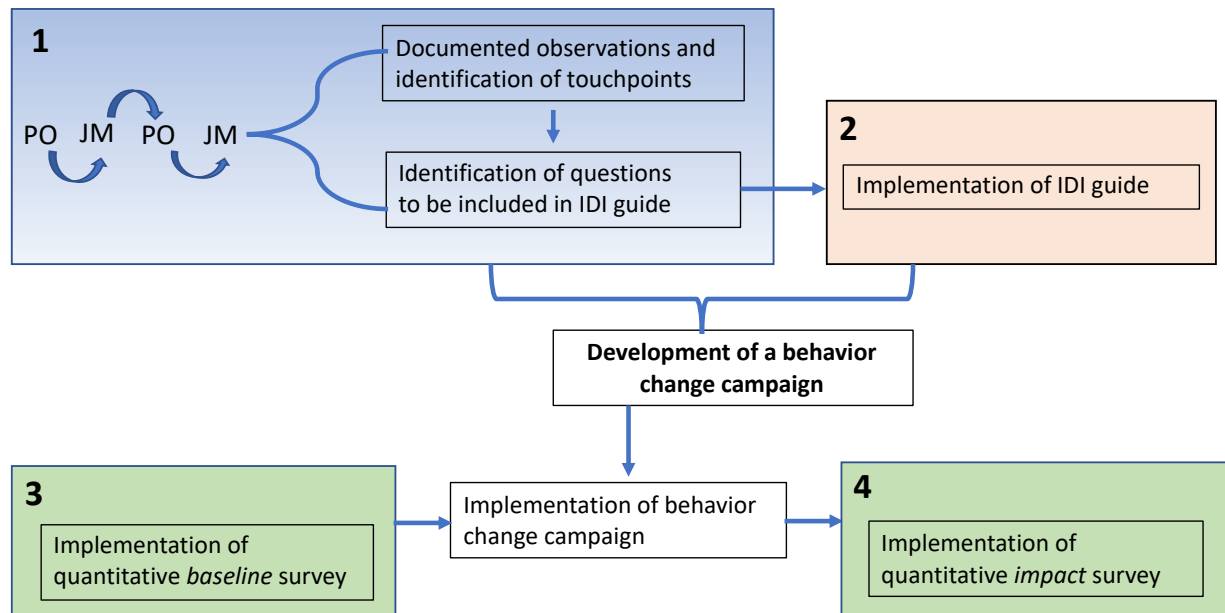 1
Documented observations and
identification of touchpoints
PO JM PO JM
Identification of questions
to be included in IDI guide
2
Implementation of IDI guide
Development of a behavior
change campaign
3
Implementation of
quantitative baseline survey
Implementation of behavior
change campaign
4
Implementation of
quantitative impact survey